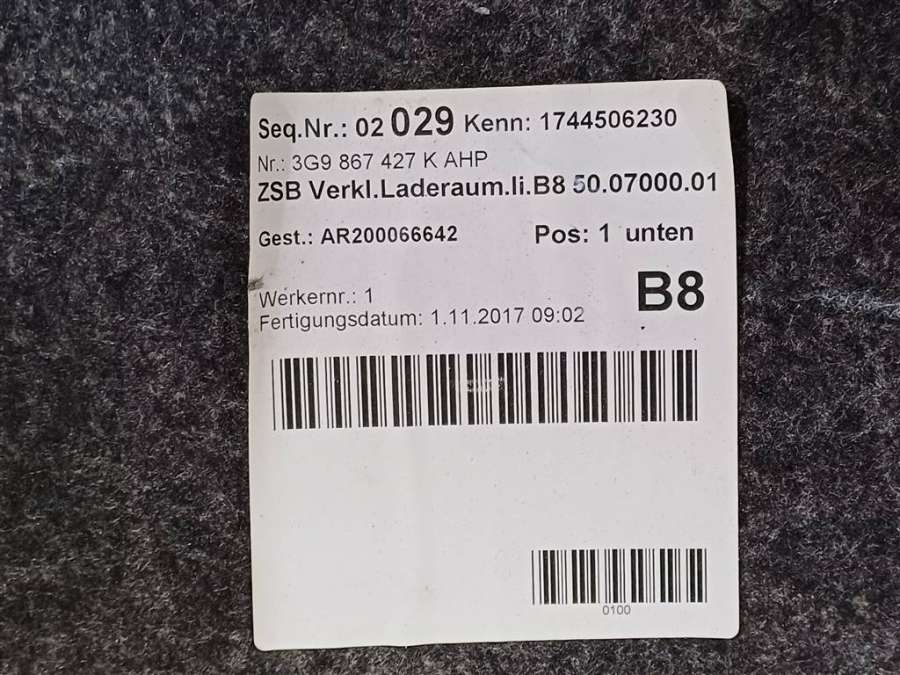 Seq.Nr.: 02 029 Kenn: 1744506230
Nr.: 3G9 867 427 K AHP
ZSB Verkl.Laderaum.li.B8 50.07000.01
Gest.: AR200066642 Pos: 1 unten
B8
Werkernr.: 1
Fertigungsdatum: 1.11.2017 09:02
0100